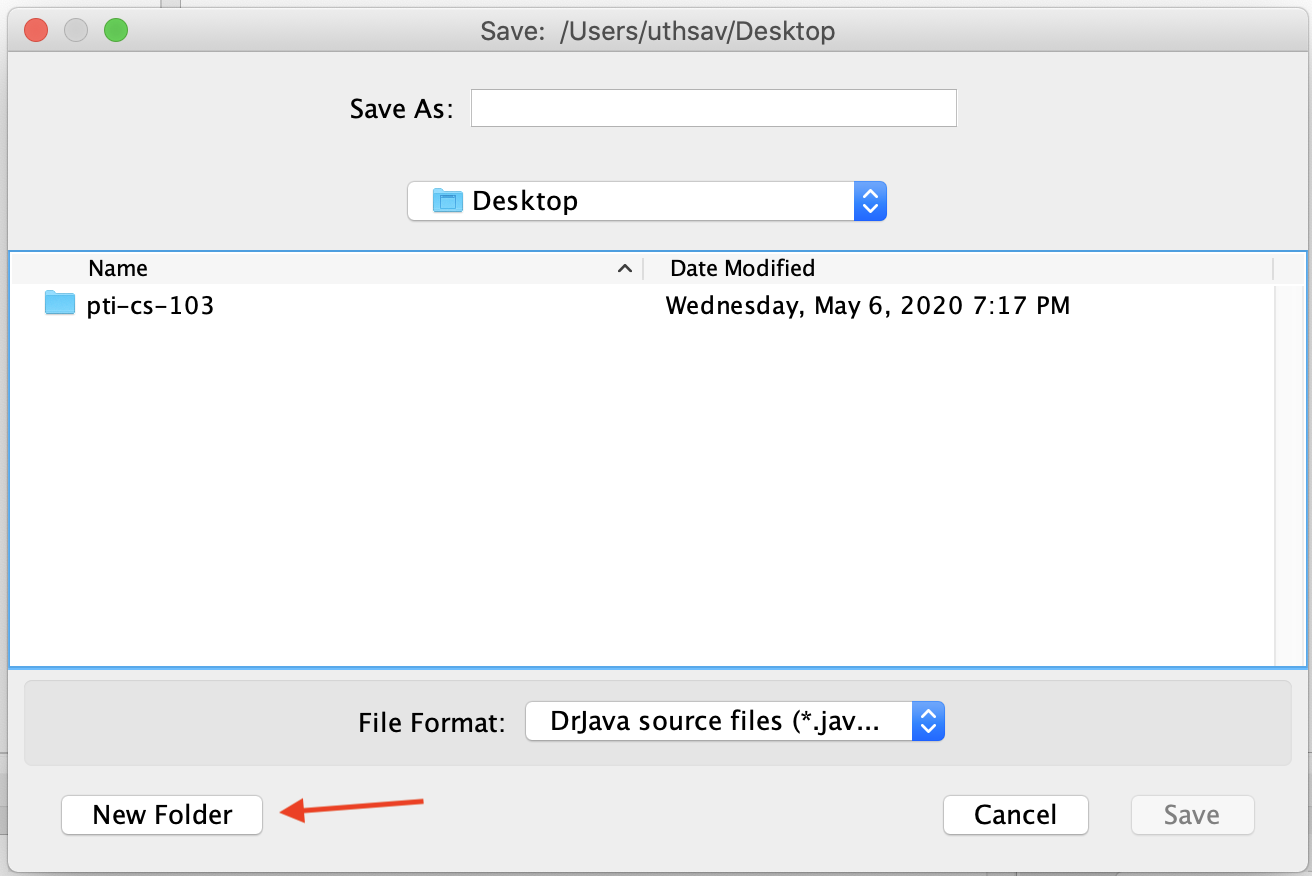 Save: /Users/uthsav/Desktop
Save As:
Desktop
Name Date Modified
pti-cs-103 Wednesday, May 6, 2020 7:17 PM
File Format: DrJava source files (*.jav...
New Folder Cancel Save